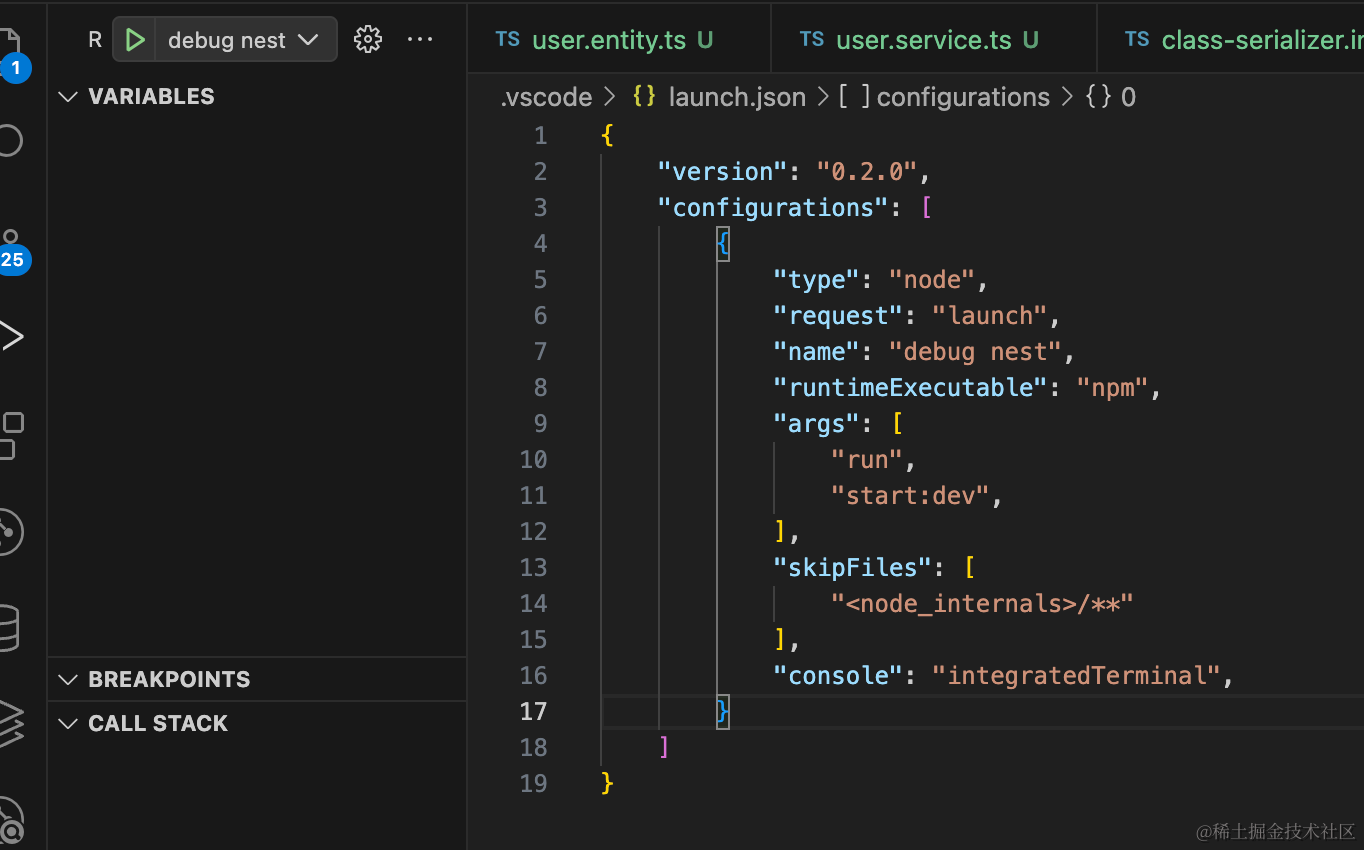 R debug nest ···
1
25
VARIABLES
BREAKPOINTS
CALL STACK
TS user.entity.ts U TS user.service.ts U TS class-serializer.in
.vscode > {} launch.json > [ ] configurations > {} 0
1 {
2 "version": "0.2.0",
3 "configurations": [
4 {
5 "type": "node",
6 "request": "launch",
7 "name": "debug nest",
8 "runtimeExecutable": "npm",
9 "args": [
10 "run",
11 "start:dev",
12 ],
13 "skipFiles": [
14 "<node_internals>/**"
15 ],
16 "console": "integratedTerminal",
17 }
18 ]
19 }
@稀土掘金技术社区